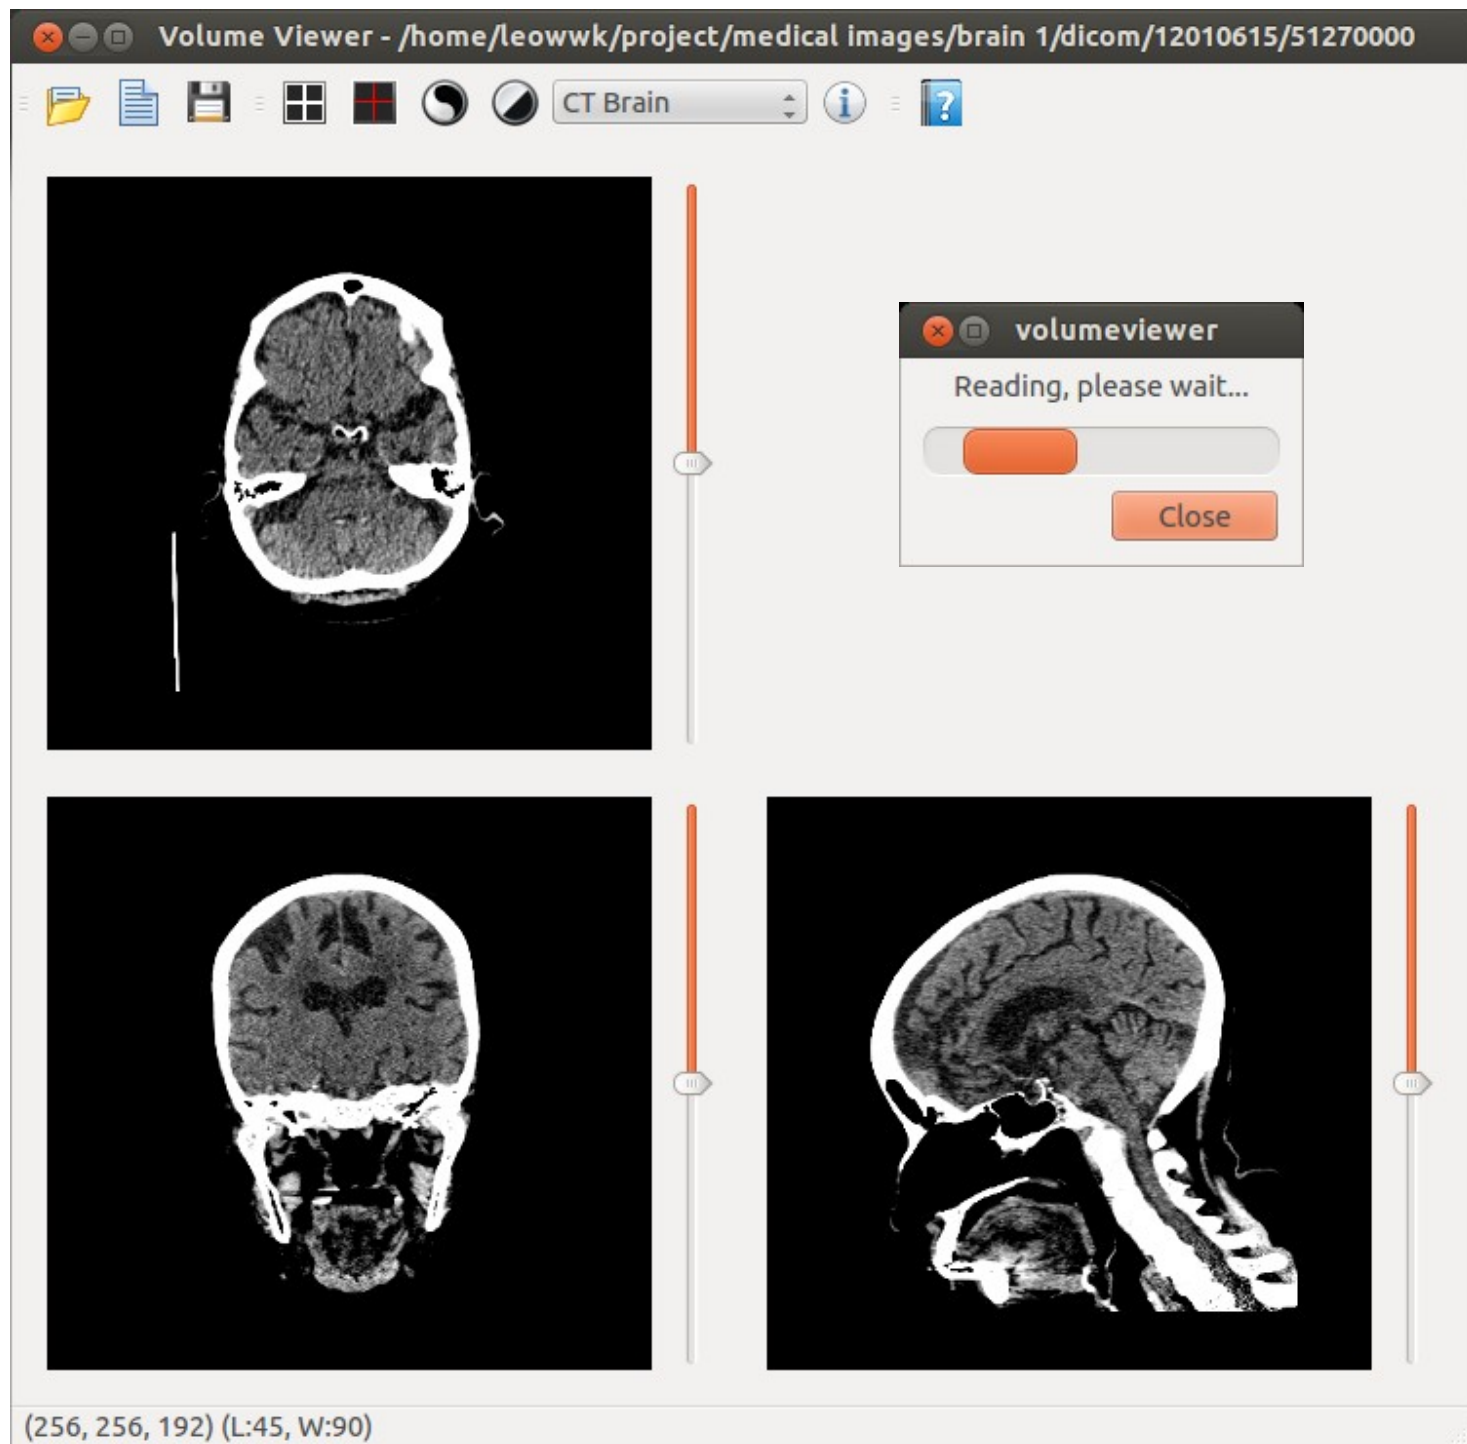 Volume Viewer - /home/leowwk/project/medical images/brain 1/dicom/12010615/51270000
CT Brain
volumeviewer
Reading, please wait...
Close
(256, 256, 192) (L:45, W:90)